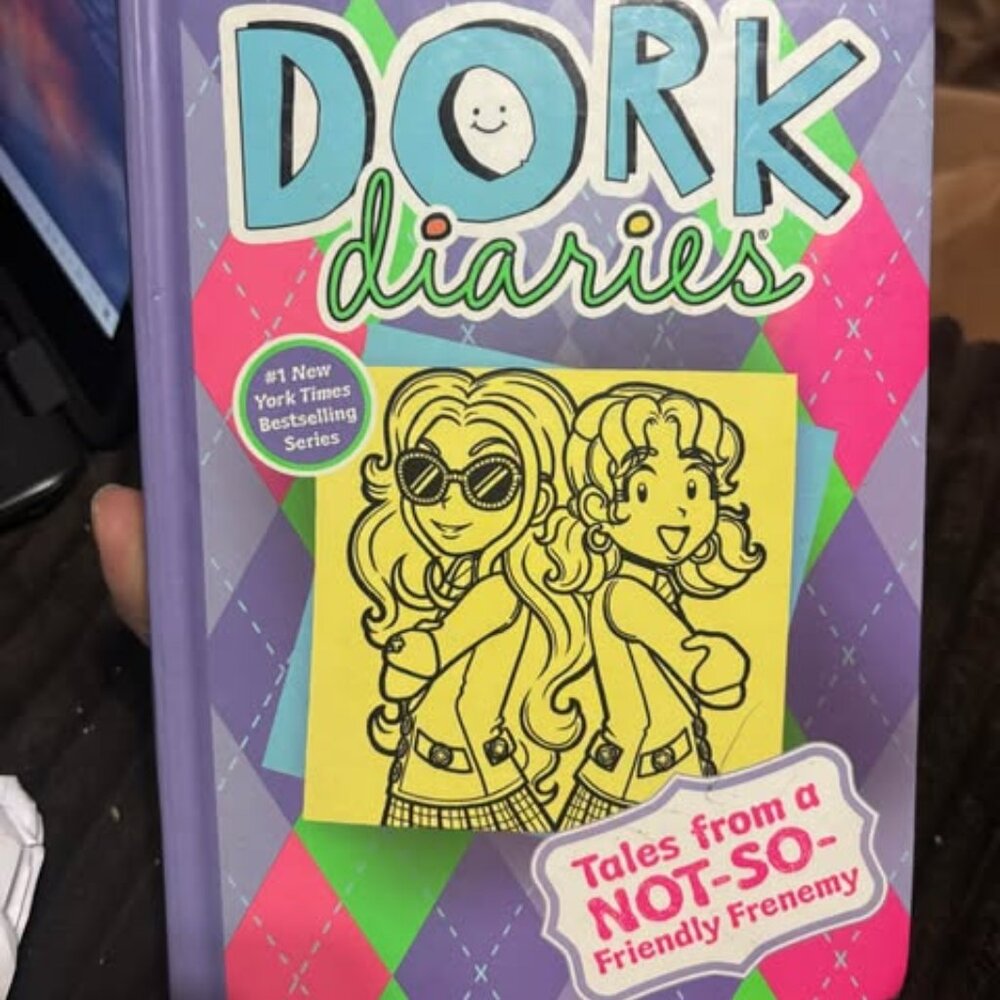 DORK
diaries®
#1 New
York Times
Bestselling
Series
Tales from a
NOT-SO-
Friendly Frenemy